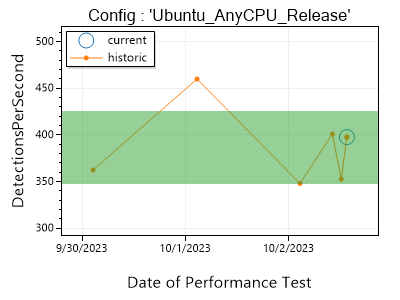 Config : 'Ubuntu_AnyCPU_Release'
current
historic
500
450
400
350
300
DetectionsPerSecond
9/30/2023
10/1/2023
10/2/2023
Date of Performance Test